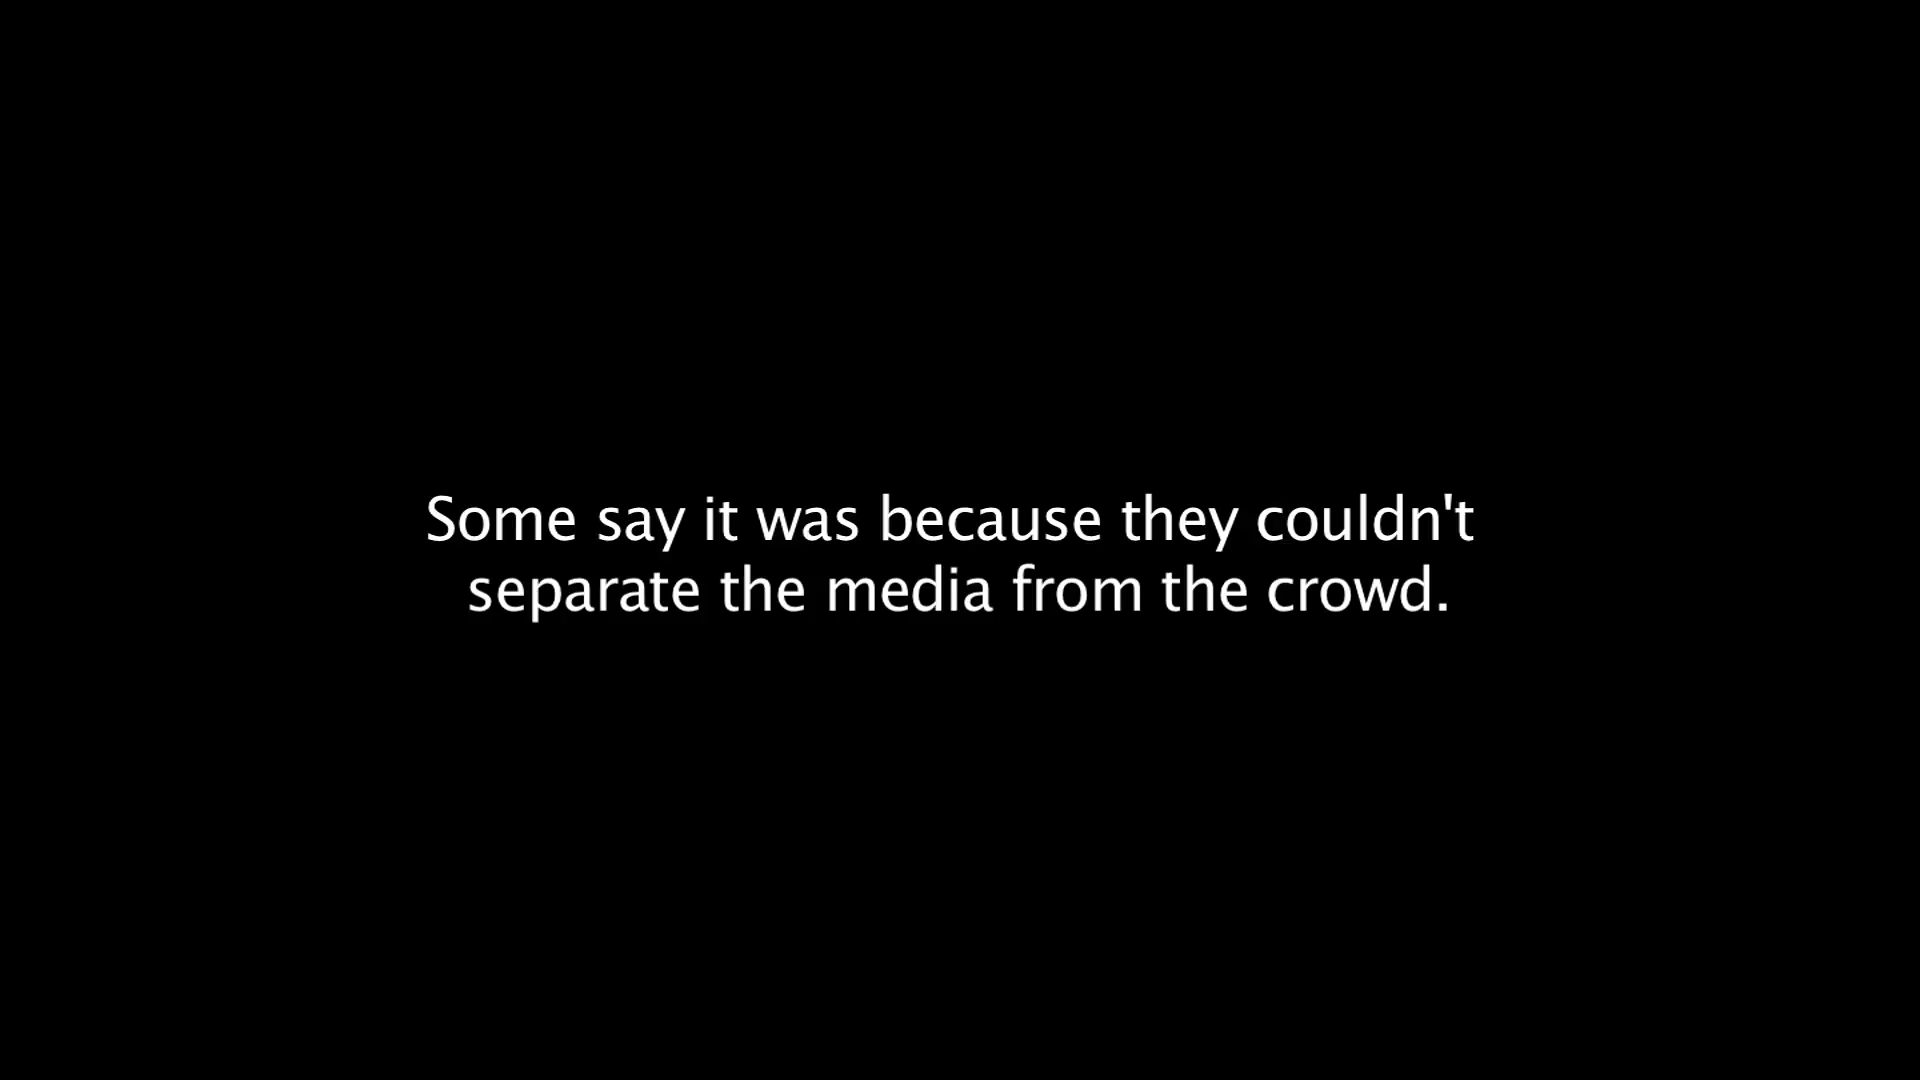 Some say it was because they couldn't
separate the media from the crowd.